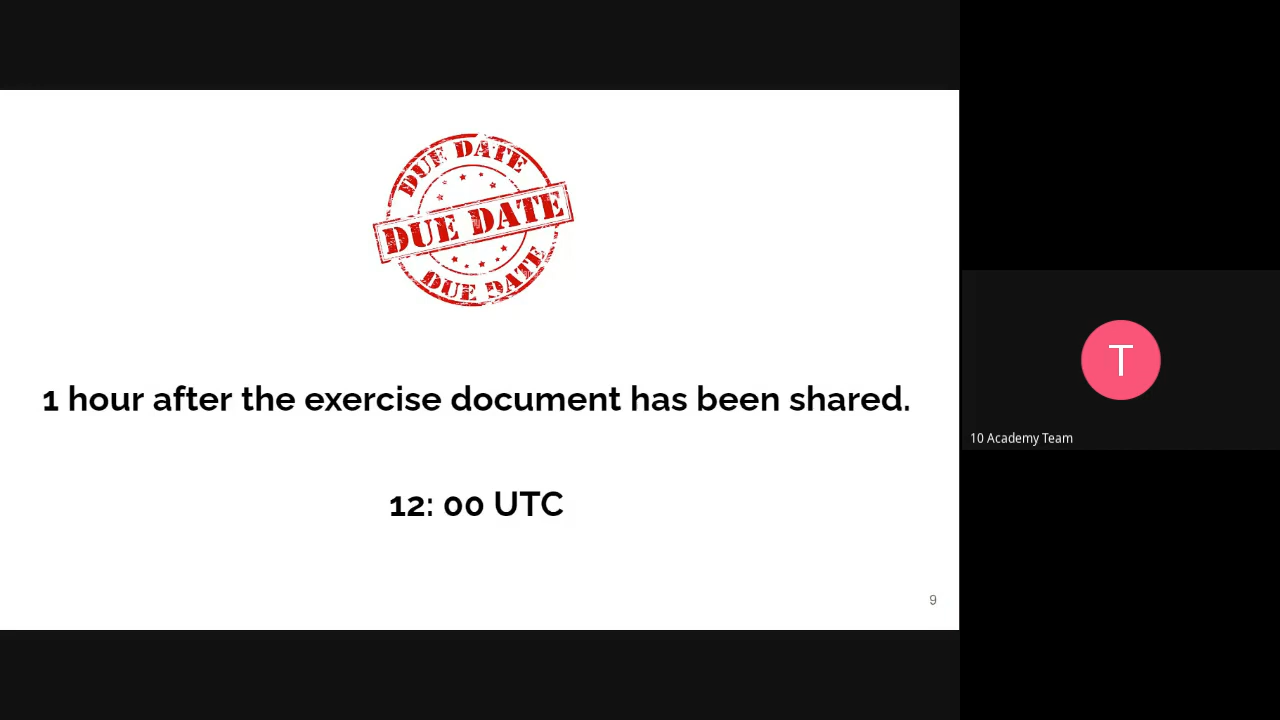 DUE DATE
DUE DATE
DUE DATE
1 hour after the exercise document has been shared.
12: 00 UTC
9
T
10 Academy Team